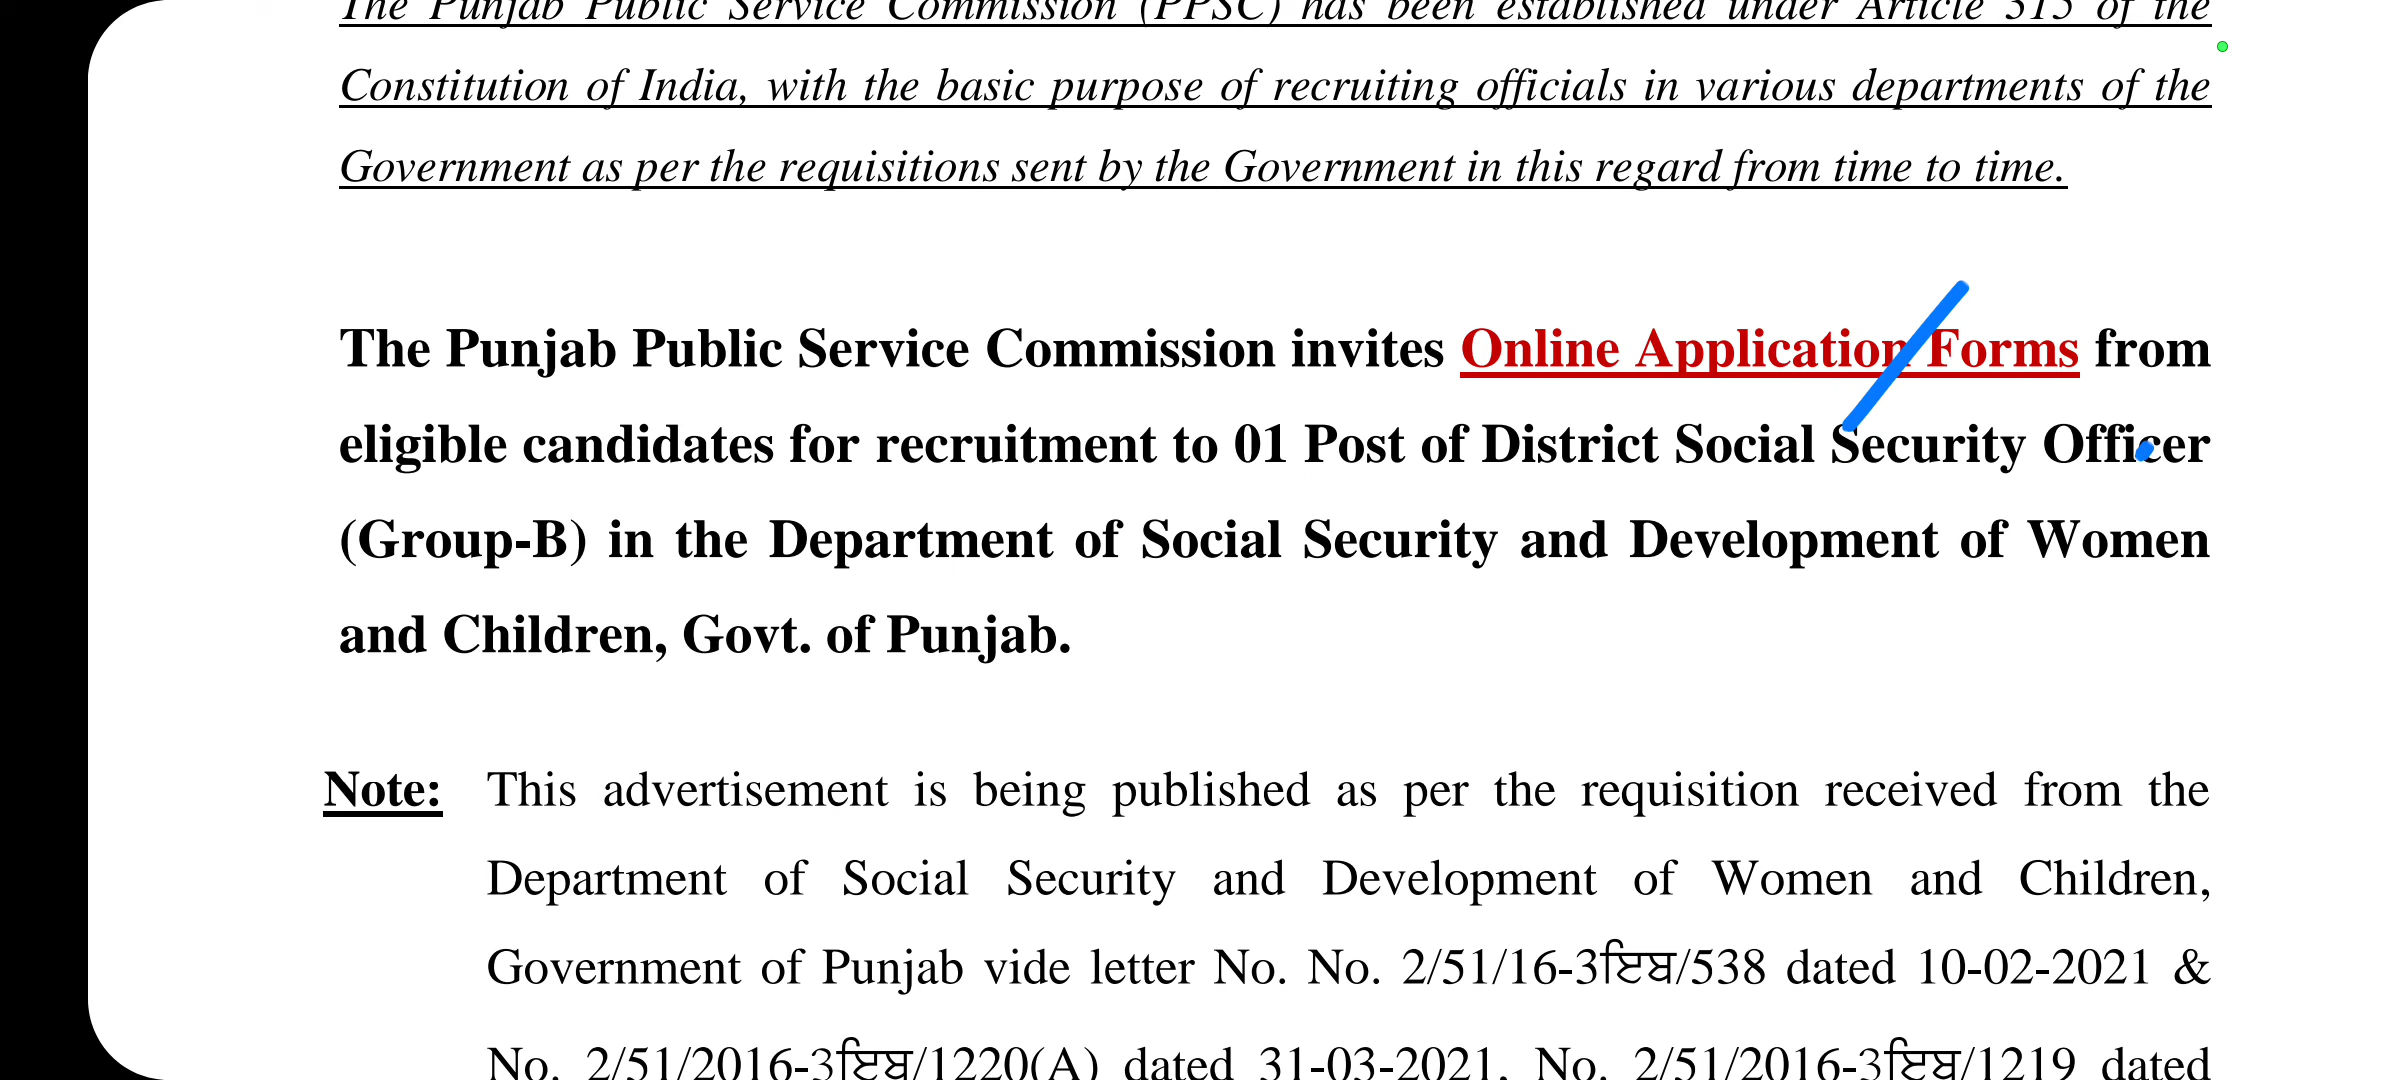 The Punjab Public Service Commission (PPSC) has been established under Article 315 of the
Constitution of India, with the basic purpose of recruiting officials in various departments of the
Government as per the requisitions sent by the Government in this regard from time to time.
The Punjab Public Service Commission invites Online Application Forms from
eligible candidates for recruitment to 01 Post of District Social Security Officer
(Group-B) in the Department of Social Security and Development of Women
and Children, Govt. of Punjab.
Note: This advertisement is being published as per the requisition received from the
Department of Social Security and Development of Women and Children,
Government of Punjab vide letter No. No. 2/51/16-3ਇਬ/538 dated 10-02-2021 &
No. 2/51/2016-3ਇਬ/1220(A) dated 31-03-2021, No. 2/51/2016-3ਇਬ/1219 dated